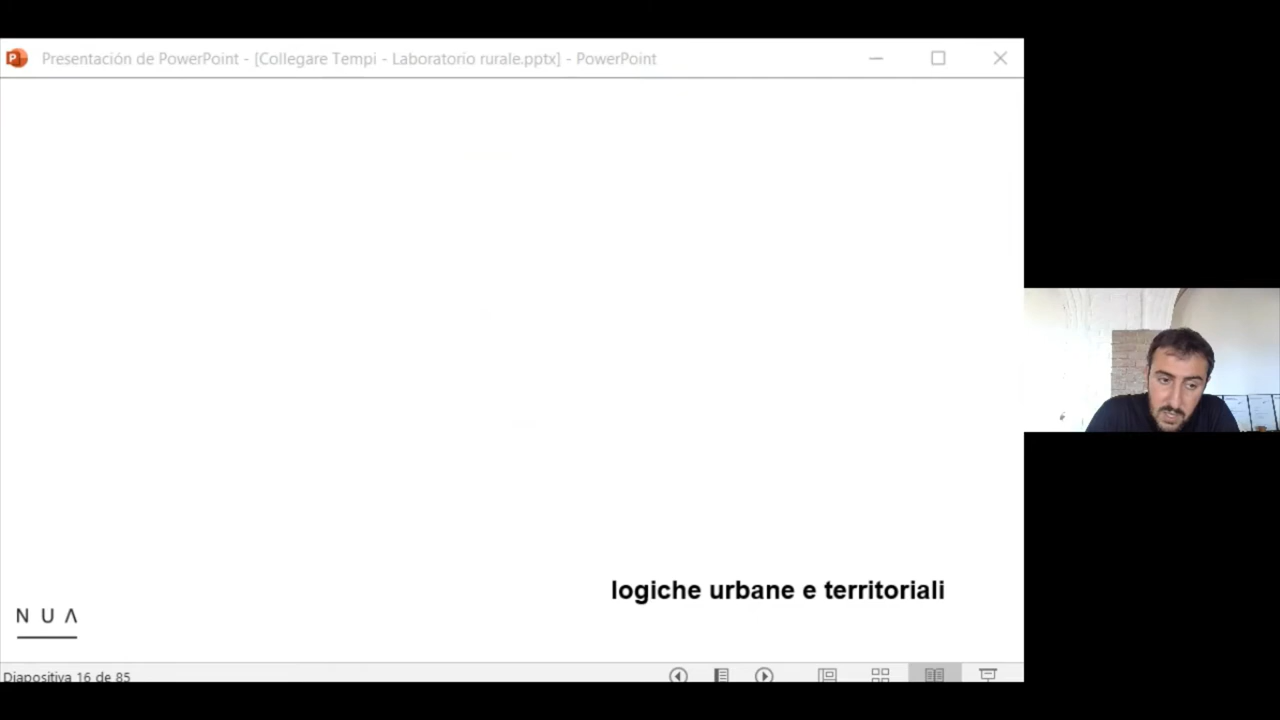 Presentación de PowerPoint - [Collegare Tempi - Laboratorio rurale.pptx] - PowerPoint
logiche urbane e territoriali
N U Λ
Diapositiva 16 de 85